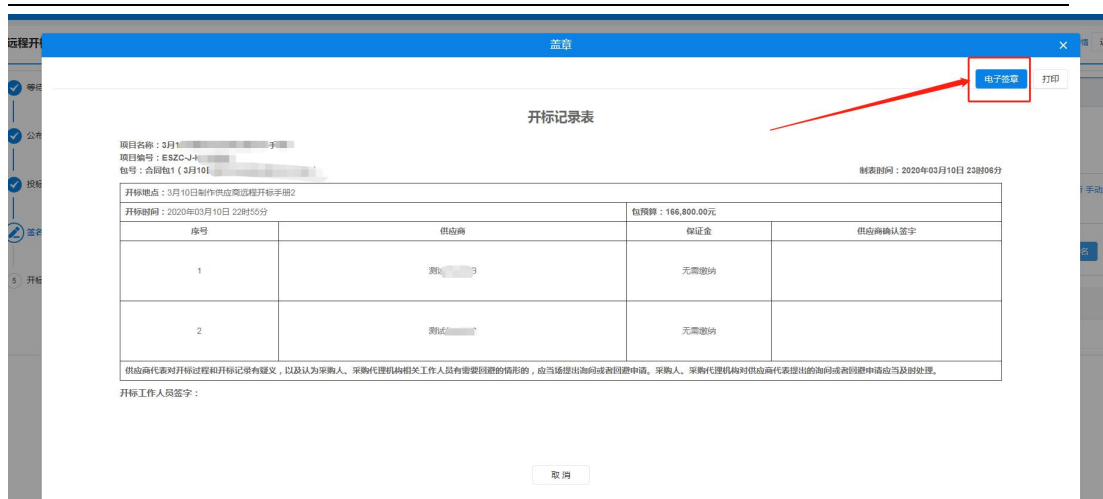 远程开
盖章
等
电子签章 打印
公
开标记录表
项目名称：3月1 手
项目编号：ESZC-J-H
包号：合同包1（3月10 制表时间：2020年03月10日 23时06分
投标
手动
开标地点：3月10日制作供应商远程开标手册2
开标时间：2020年03月10日 22时55分 包预算：166,800.00元
序号 供应商 保证金 供应商确认签字
签名
名
1 测试 无需缴纳
5 开标
2 测试 无需缴纳
供应商代表对开标过程和开标记录有疑义，以及认为采购人、采购代理机构相关工作人员有需要回避的情形的，应当场提出询问或者回避申请。采购人、采购代理机构对供应商代表提出的询问或者回避申请应当及时处理。
开标工作人员签字：
取消